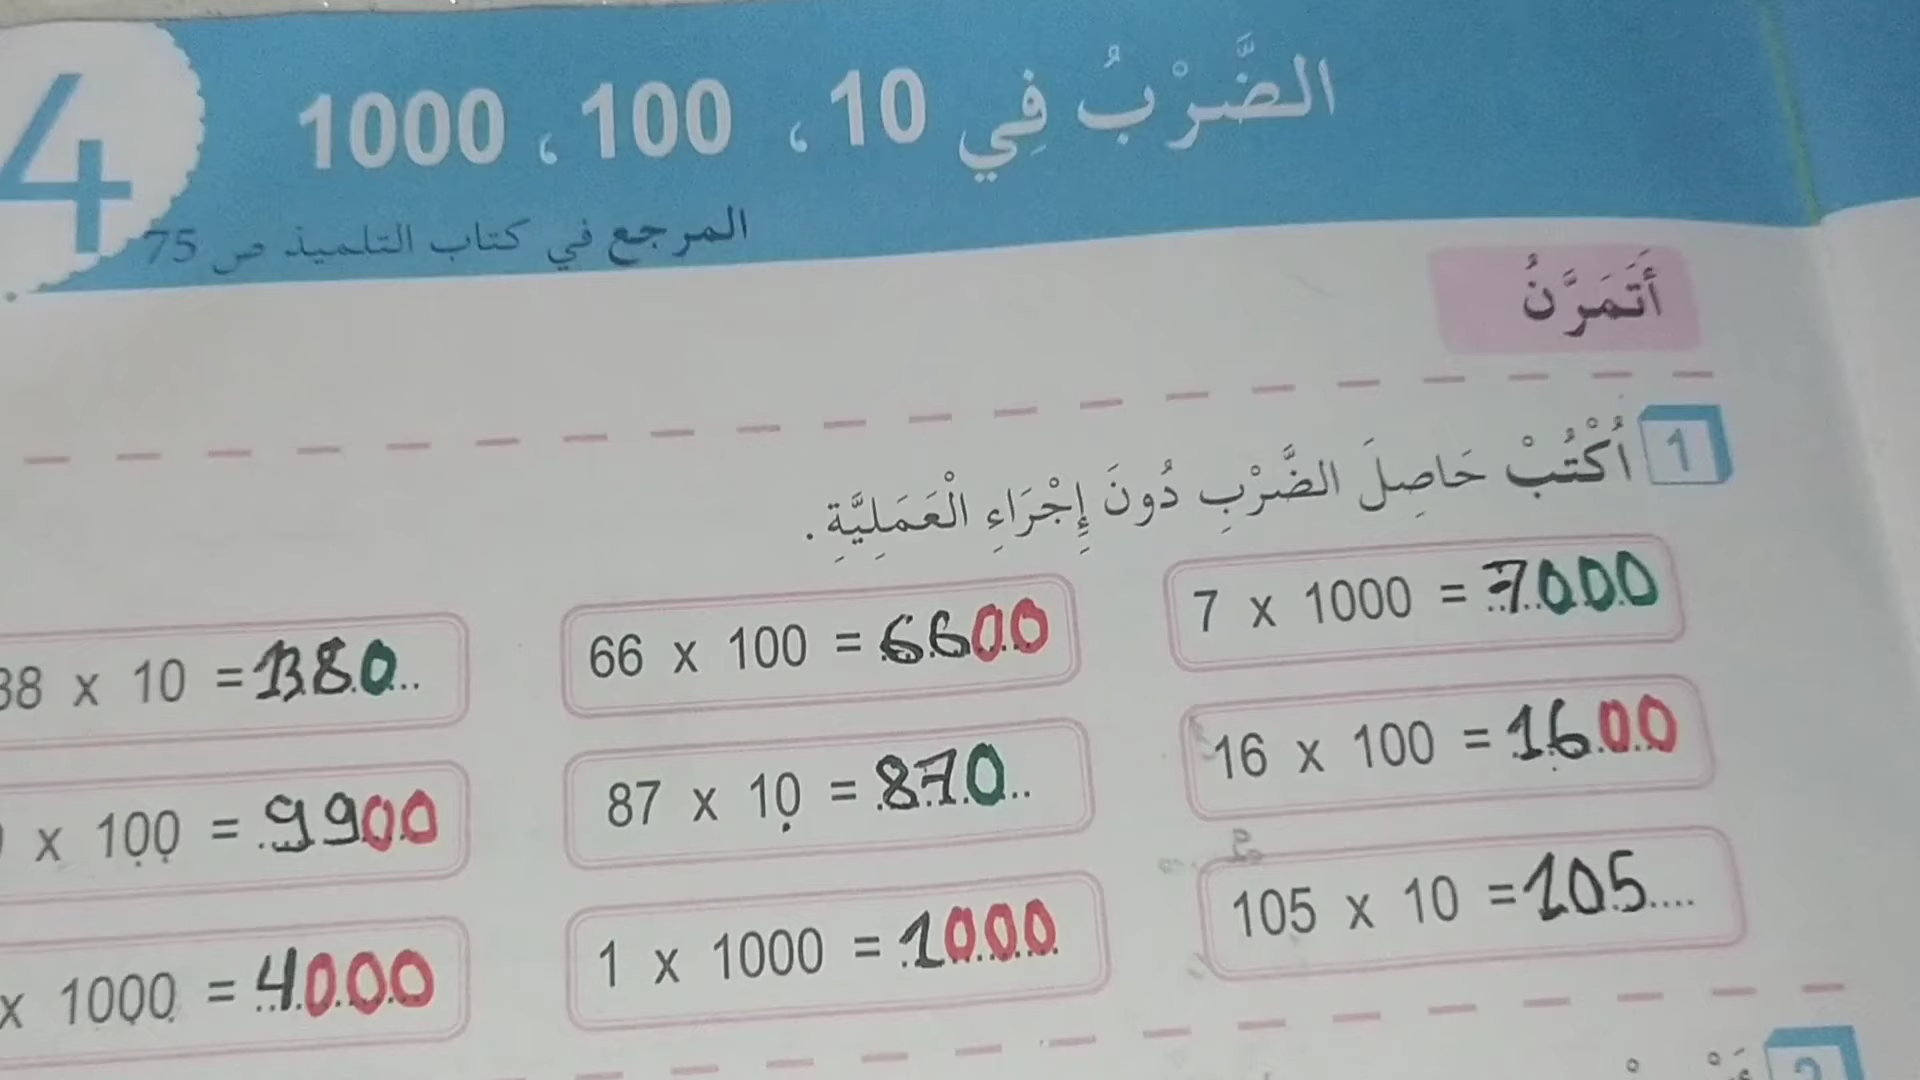 4
الضَّرْبُ فِي 10 ، 100 ، 1000
المرجع في كتاب التلميذ ص 75
أَتَمَرَّنُ
1 أُكْتُبْ حَاصِلَ الضَّرْبِ دُونَ إِجْرَاءِ الْعَمَلِيَّةِ .
7 x 1000 = 7000
66 x 100 = 6600
38 x 10 = 1380
16 x 100 = 1600
87 x 10 = 870
x 100 = 9900
105 x 10 = 105
1 x 1000 = 1000
x 1000 = 4000
2